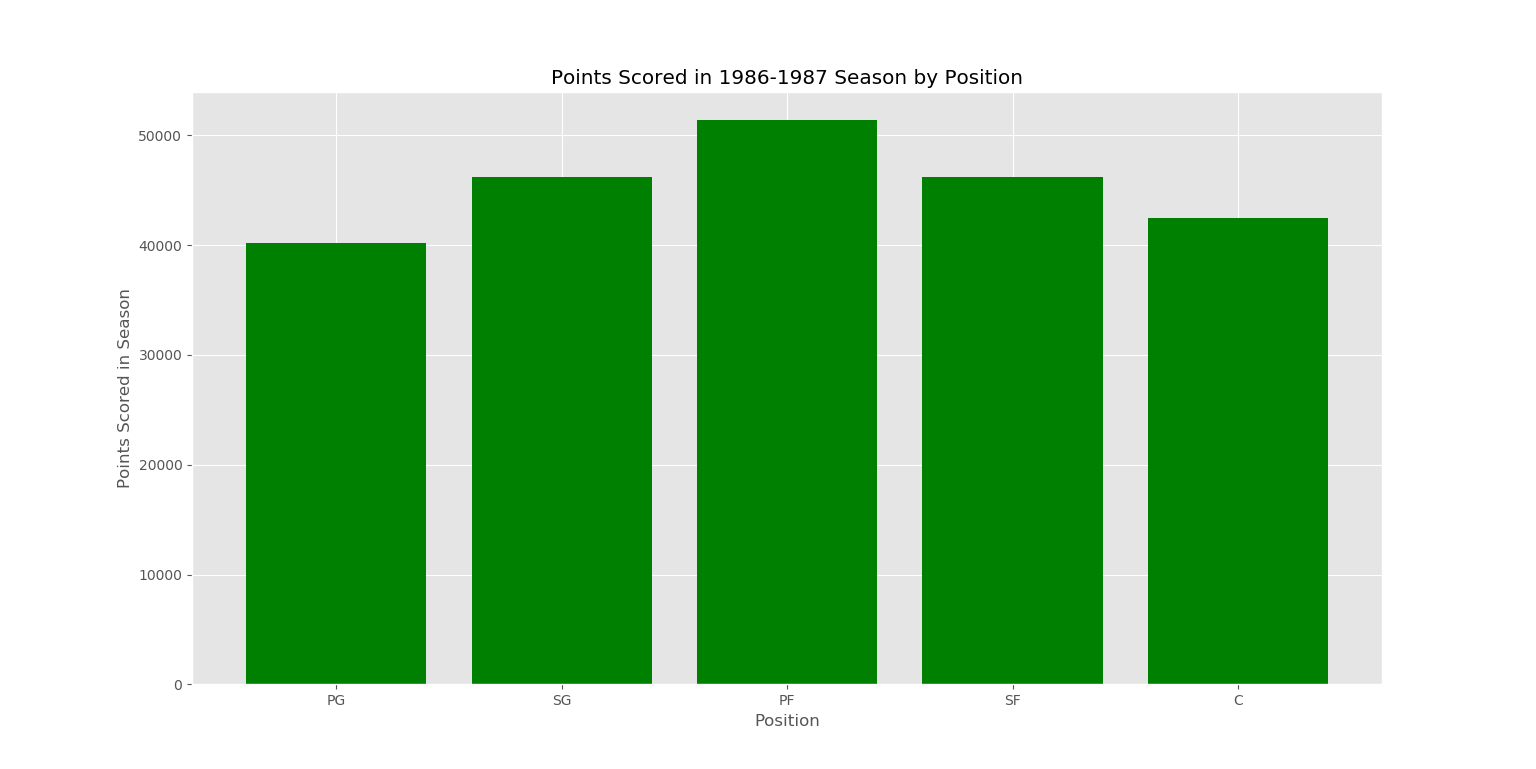 Points Scored in 1986-1987 Season by Position
Points Scored in Season
50000
40000
30000
20000
10000
0
PG SG PF SF C
Position